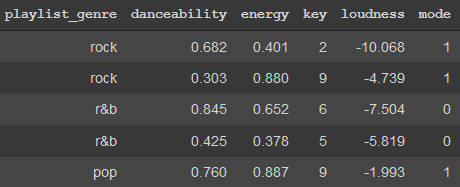 playlist_genre danceability energy key loudness mode
rock 0.682 0.401 2 -10.068 1
rock 0.303 0.880 9 -4.739 1
r&b 0.845 0.652 6 -7.504 0
r&b 0.425 0.378 5 -5.819 0
pop 0.760 0.887 9 -1.993 1